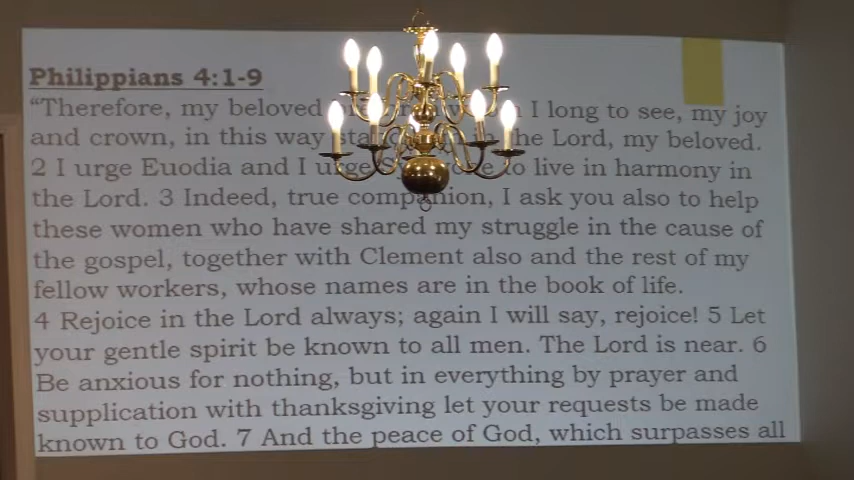 Philippians 4:1-9
“Therefore, my beloved I long to see, my joy
and crown, in this way the Lord, my beloved.
2 I urge Euodia and I urge to live in harmony in
the Lord. 3 Indeed, true companion, I ask you also to help
these women who have shared my struggle in the cause of
the gospel, together with Clement also and the rest of my
fellow workers, whose names are in the book of life.
4 Rejoice in the Lord always; again I will say, rejoice! 5 Let
your gentle spirit be known to all men. The Lord is near. 6
Be anxious for nothing, but in everything by prayer and
supplication with thanksgiving let your requests be made
known to God. 7 And the peace of God, which surpasses all